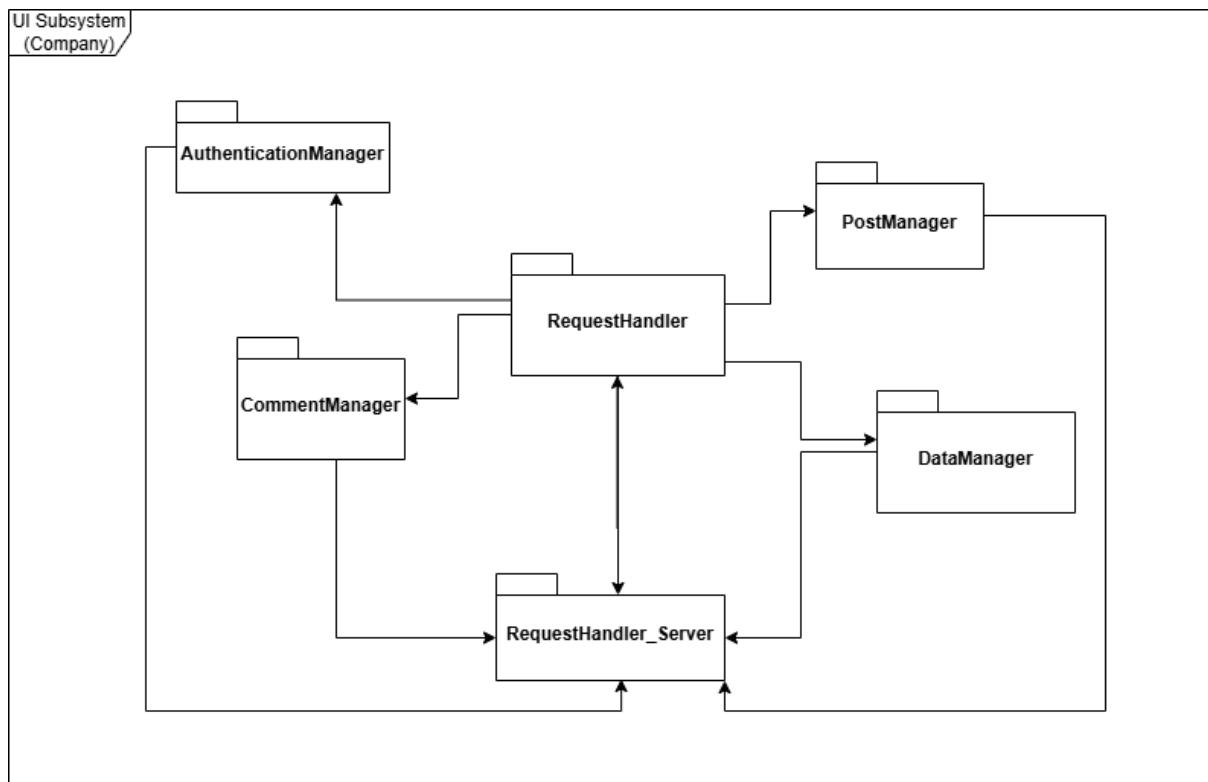 UI Subsystem
(Company)
AuthenticationManager
PostManager
RequestHandler
CommentManager
DataManager
RequestHandler_Server